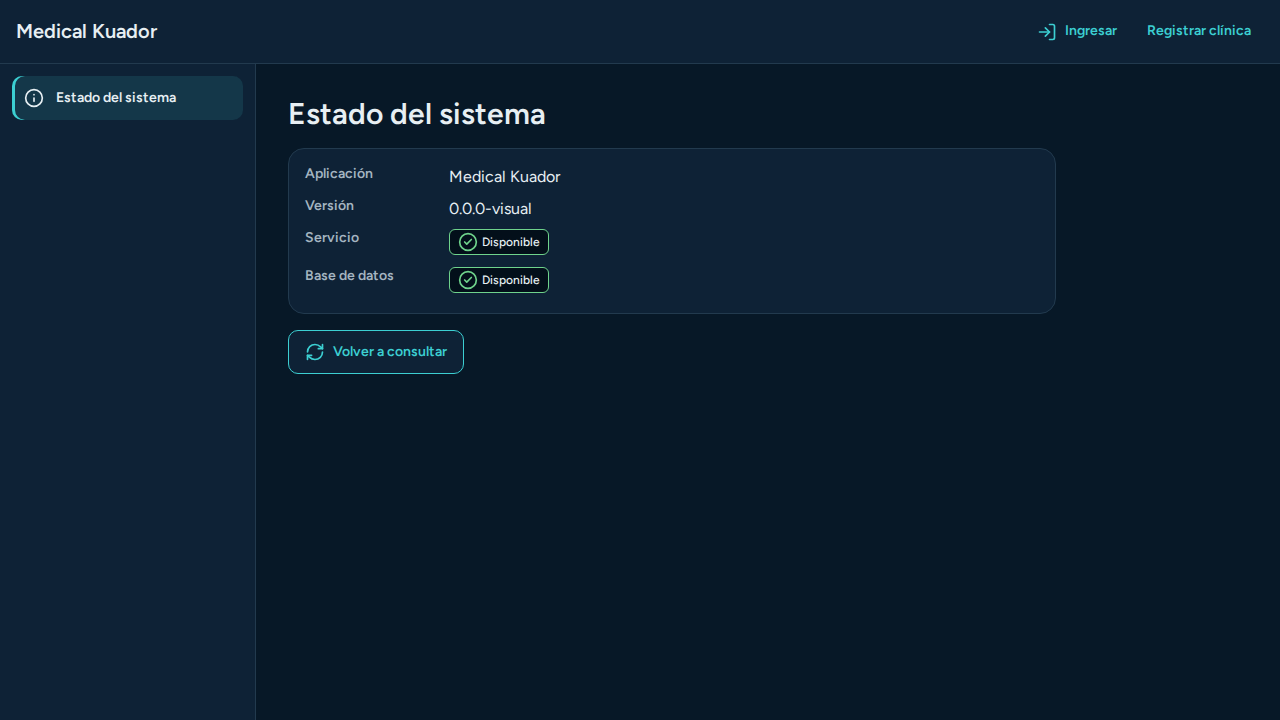 Medical Kuador
Ingresar
Registrar clínica
Estado del sistema
Estado del sistema
Aplicación
Medical Kuador
Versión
0.0.0-visual
Servicio
Disponible
Base de datos
Disponible
Volver a consultar